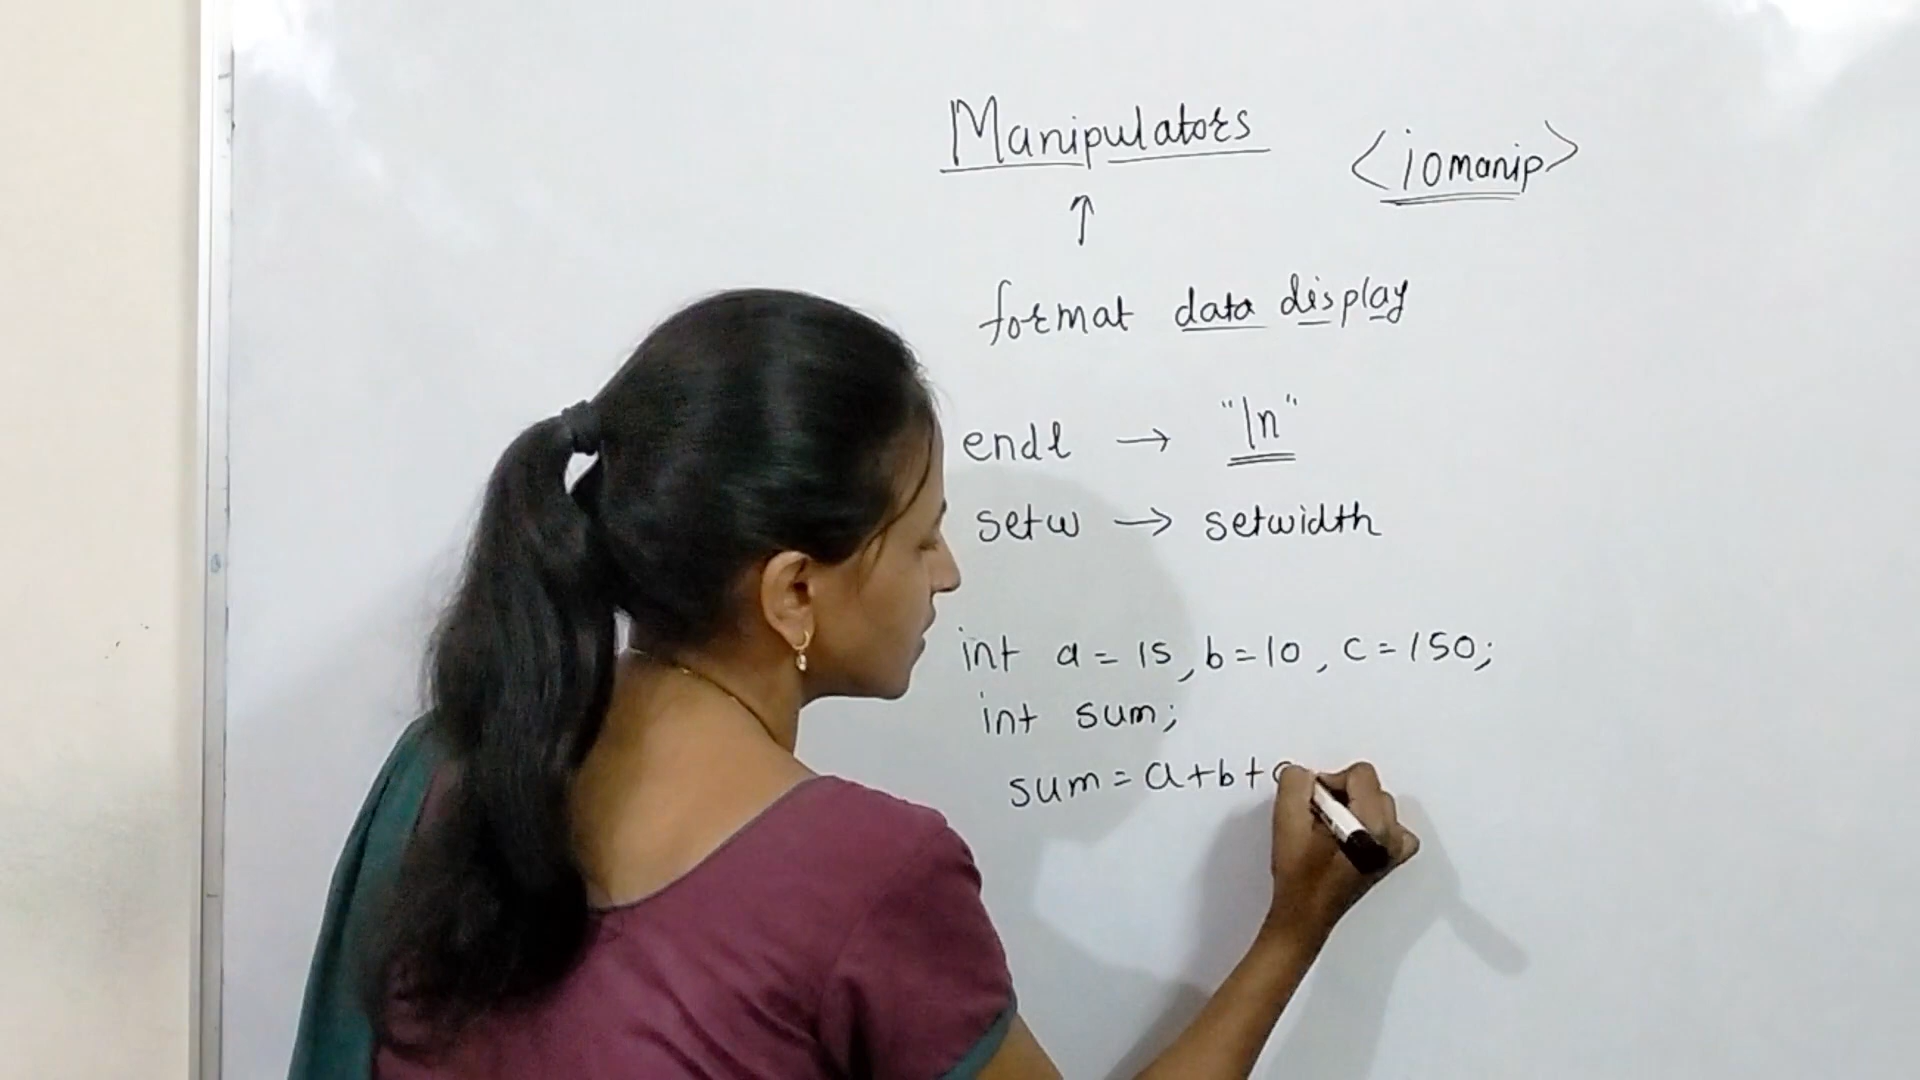 Manipulators <iomanip>
↑
format data display
endl → "\n"
setw → setwidth
int a = 15, b = 10, c = 150;
int sum;
sum = a+b+